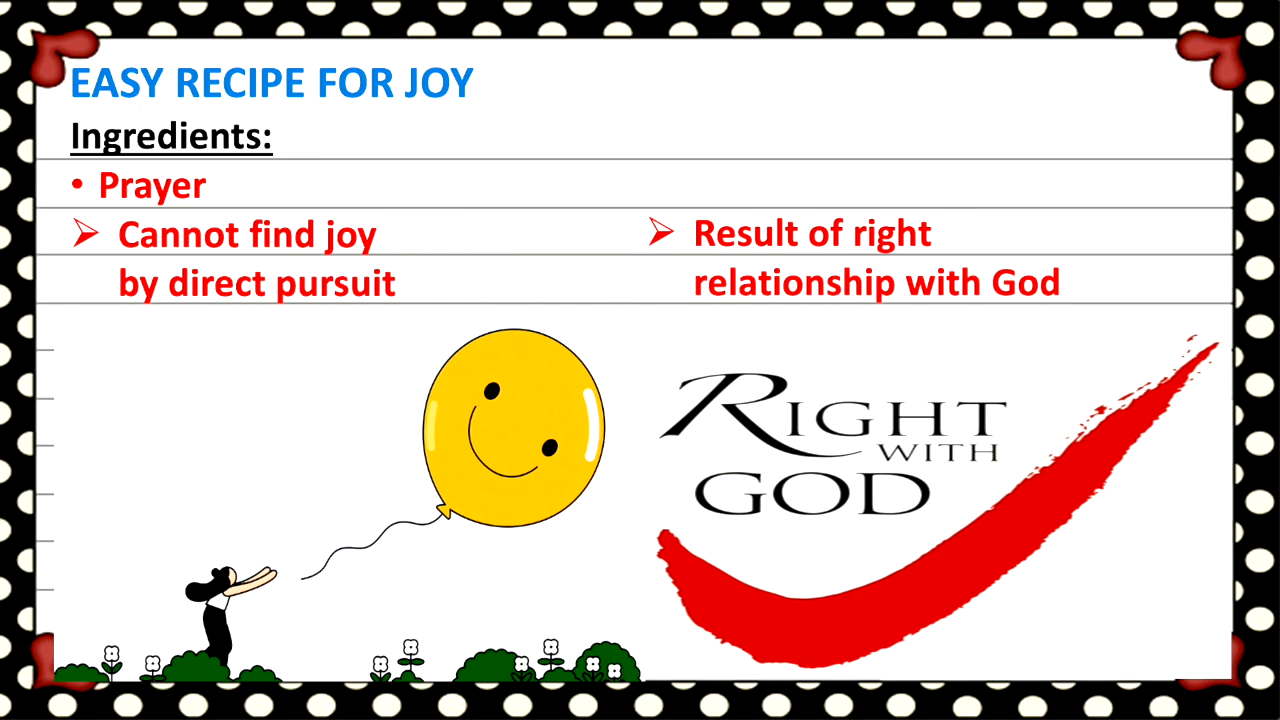 EASY RECIPE FOR JOY
Ingredients:
• Prayer
➢ Cannot find joy
by direct pursuit
➢ Result of right
relationship with God
RIGHT
WITH
GOD